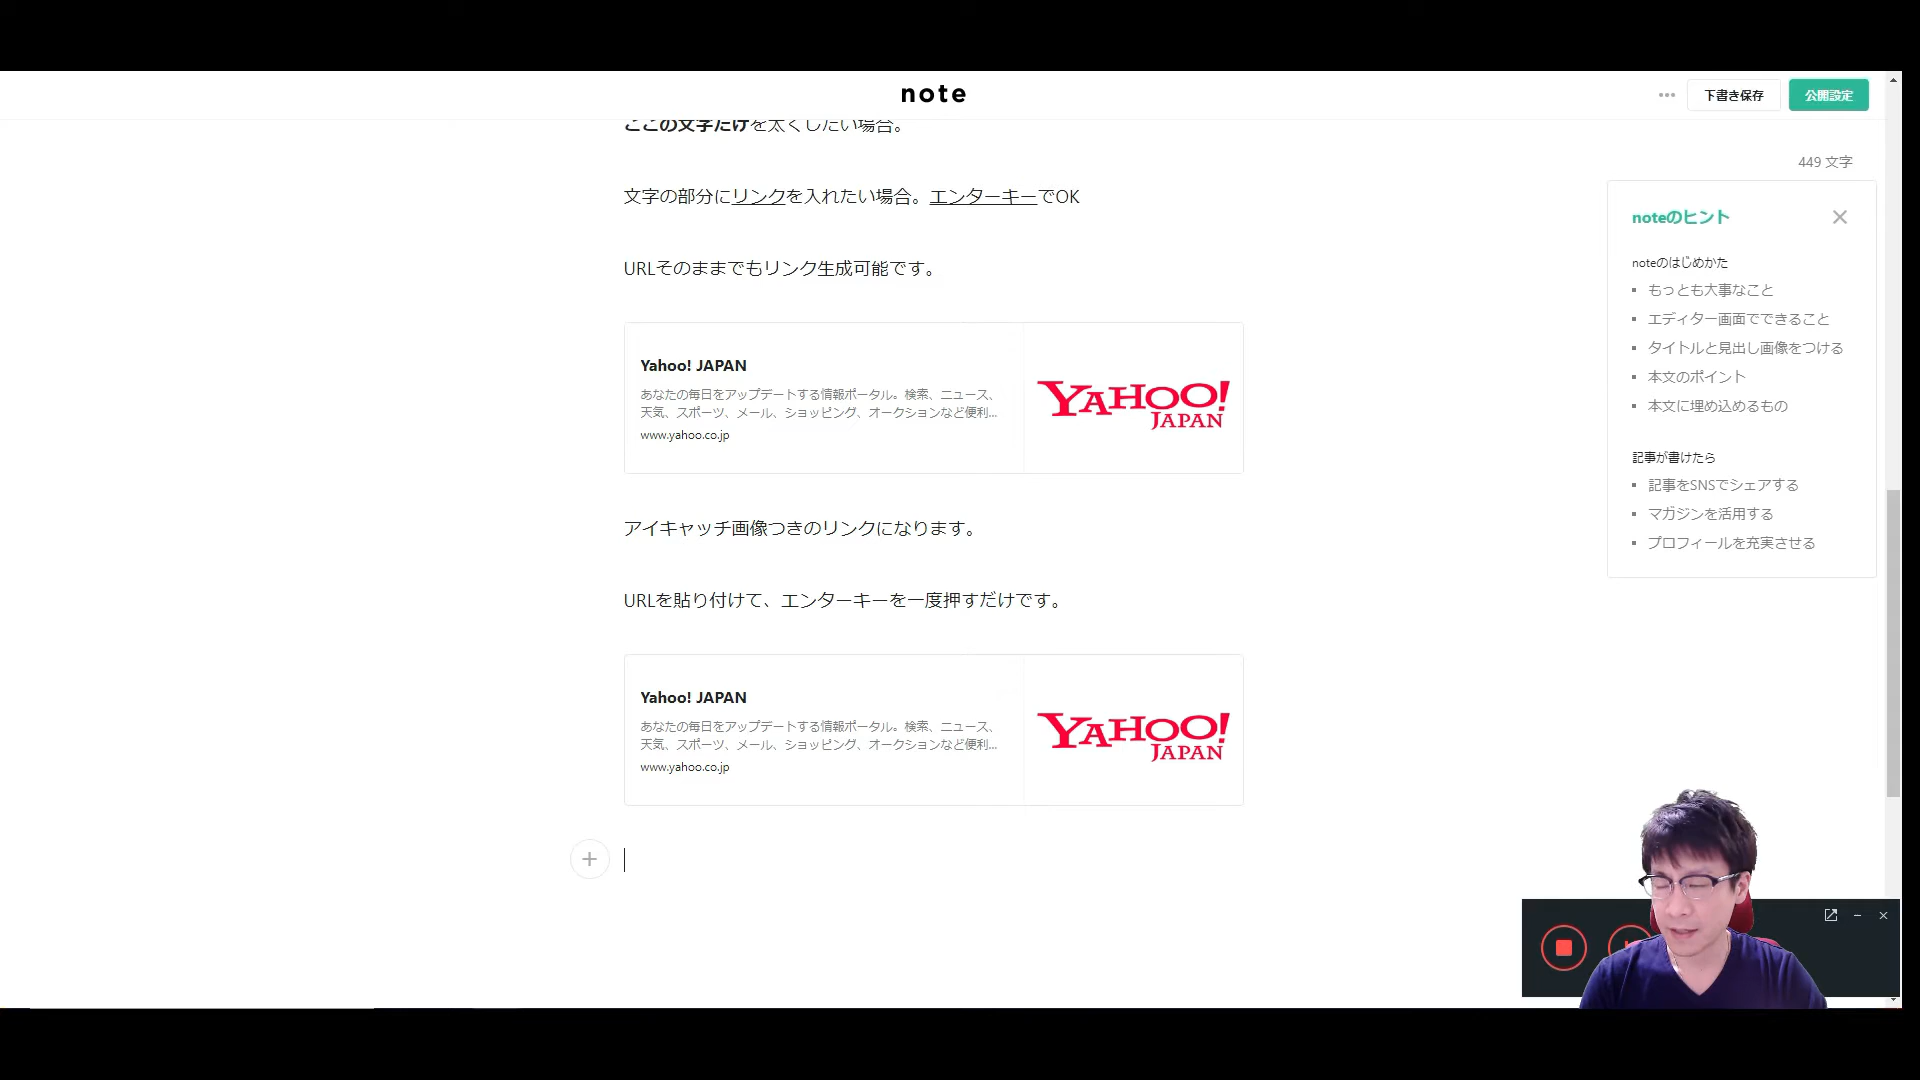 note
下書き保存
公開設定
ここの文字だけを太くしたい場合。
449 文字
文字の部分にリンクを入れたい場合。エンターキーでOK
URLそのままでもリンク生成可能です。
Yahoo! JAPAN
あなたの毎日をアップデートする情報ポータル。検索、ニュース、
天気、スポーツ、メール、ショッピング、オークションなど便利...
www.yahoo.co.jp
YAHOO!
JAPAN
アイキャッチ画像つきのリンクになります。
URLを貼り付けて、エンターキーを一度押すだけです。
Yahoo! JAPAN
あなたの毎日をアップデートする情報ポータル。検索、ニュース、
天気、スポーツ、メール、ショッピング、オークションなど便利...
www.yahoo.co.jp
YAHOO!
JAPAN
noteのヒント
noteのはじめかた
もっとも大事なこと
エディター画面でできること
タイトルと見出し画像をつける
本文のポイント
本文に埋め込めるもの
記事が書けたら
記事をSNSでシェアする
マガジンを活用する
プロフィールを充実させる